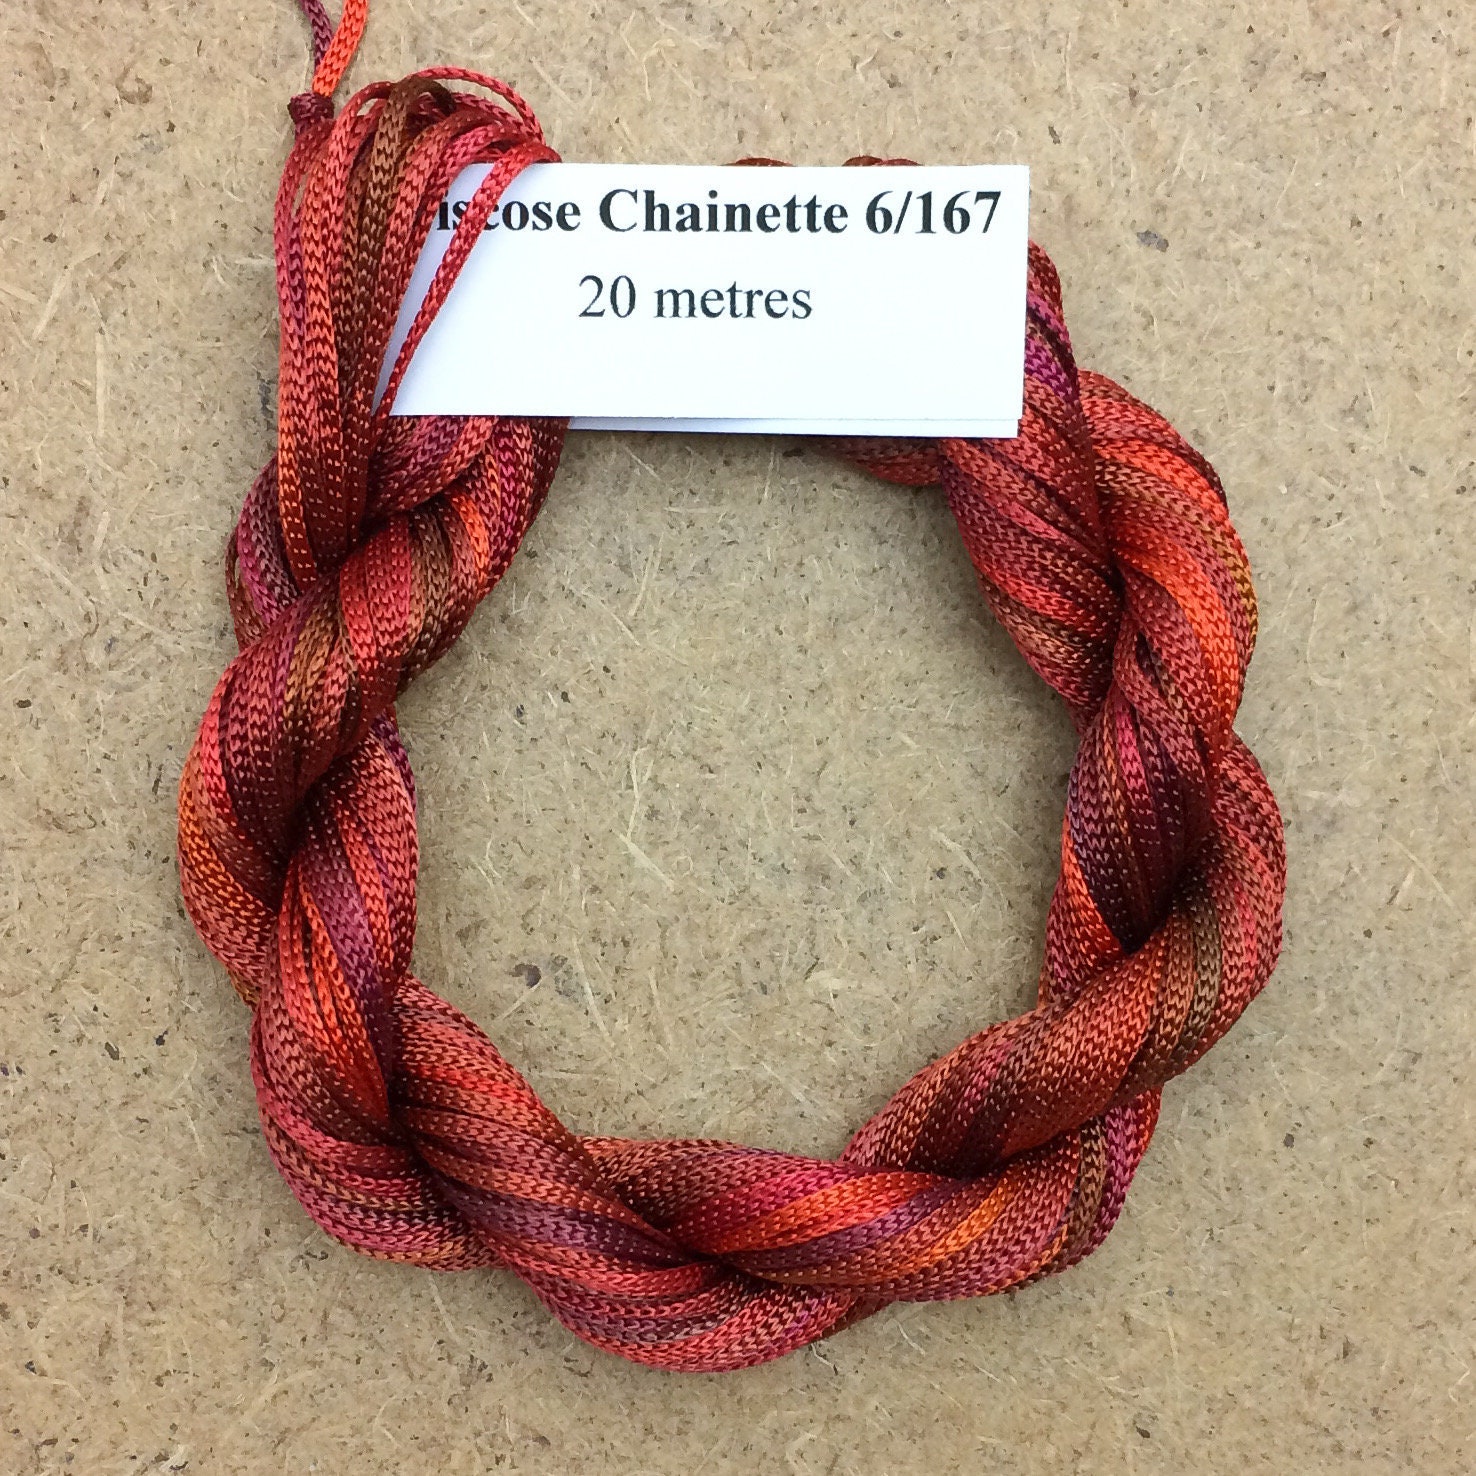 iscose Chainette 6/167
20 metres